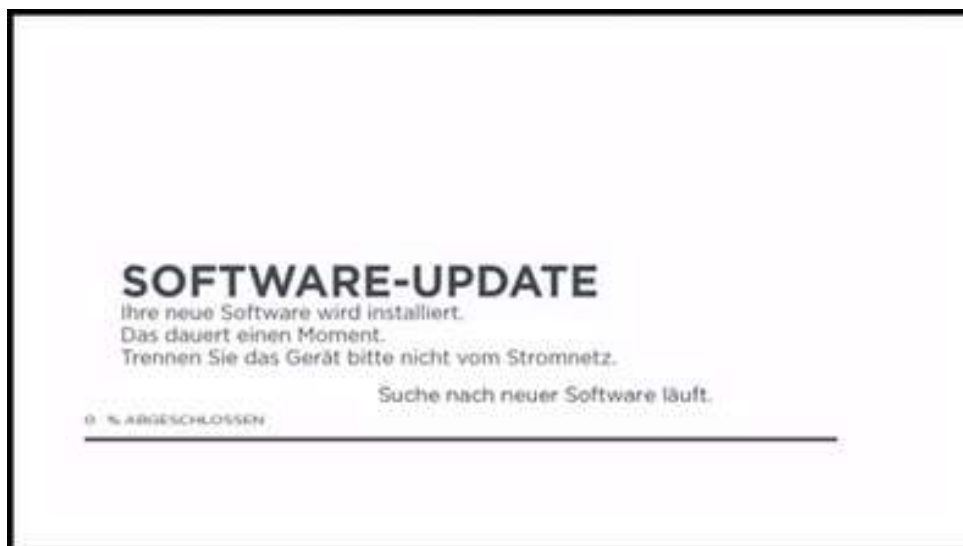 SOFTWARE-UPDATE
Ihre neue Software wird installiert.
Das dauert einen Moment.
Trennen Sie das Gerät bitte nicht vom Stromnetz.
Suche nach neuer Software läuft.
0 % ABGESCHLOSSEN